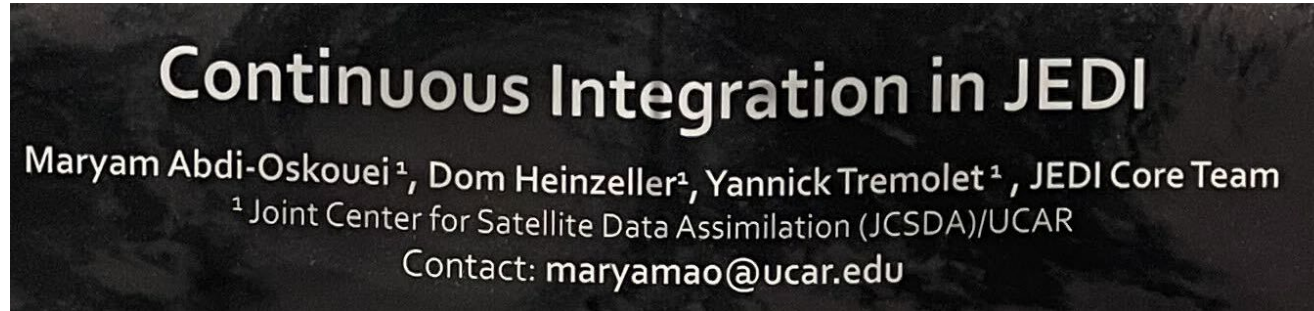 Continuous Integration in JEDI
Maryam Abdi-Oskouei ¹, Dom Heinzeller¹, Yannick Tremolet ¹ , JEDI Core Team
¹ Joint Center for Satellite Data Assimilation (JCSDA)/UCAR
Contact: maryamao@ucar.edu